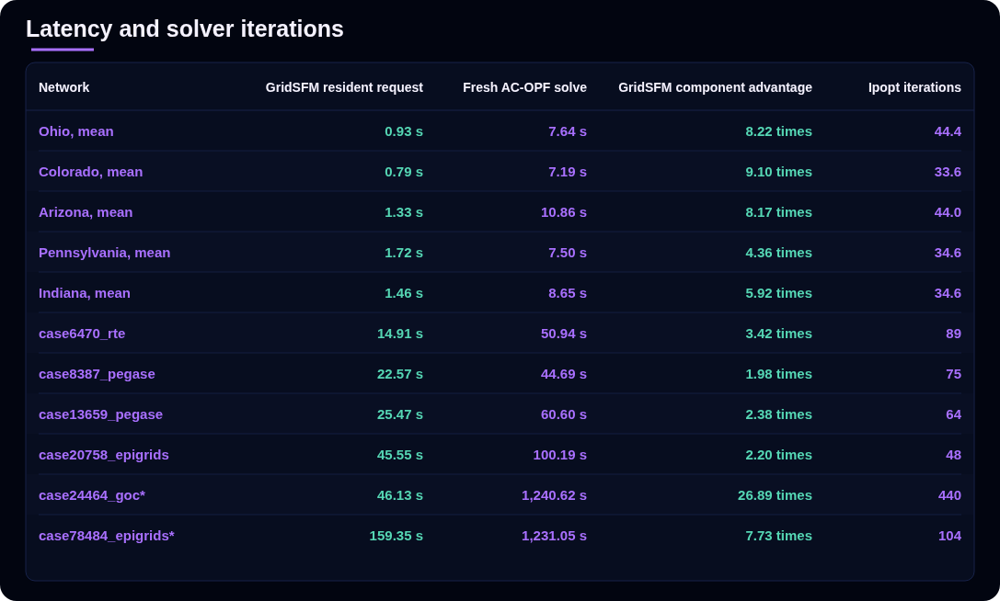 Latency and solver iterations
Network GridSFM resident request Fresh AC-OPF solve GridSFM component advantage Ipopt iterations
Ohio, mean 0.93 s 7.64 s 8.22 times 44.4
Colorado, mean 0.79 s 7.19 s 9.10 times 33.6
Arizona, mean 1.33 s 10.86 s 8.17 times 44.0
Pennsylvania, mean 1.72 s 7.50 s 4.36 times 34.6
Indiana, mean 1.46 s 8.65 s 5.92 times 34.6
case6470_rte 14.91 s 50.94 s 3.42 times 89
case8387_pegase 22.57 s 44.69 s 1.98 times 75
case13659_pegase 25.47 s 60.60 s 2.38 times 64
case20758_epigrids 45.55 s 100.19 s 2.20 times 48
case24464_goc* 46.13 s 1,240.62 s 26.89 times 440
case78484_epigrids* 159.35 s 1,231.05 s 7.73 times 104